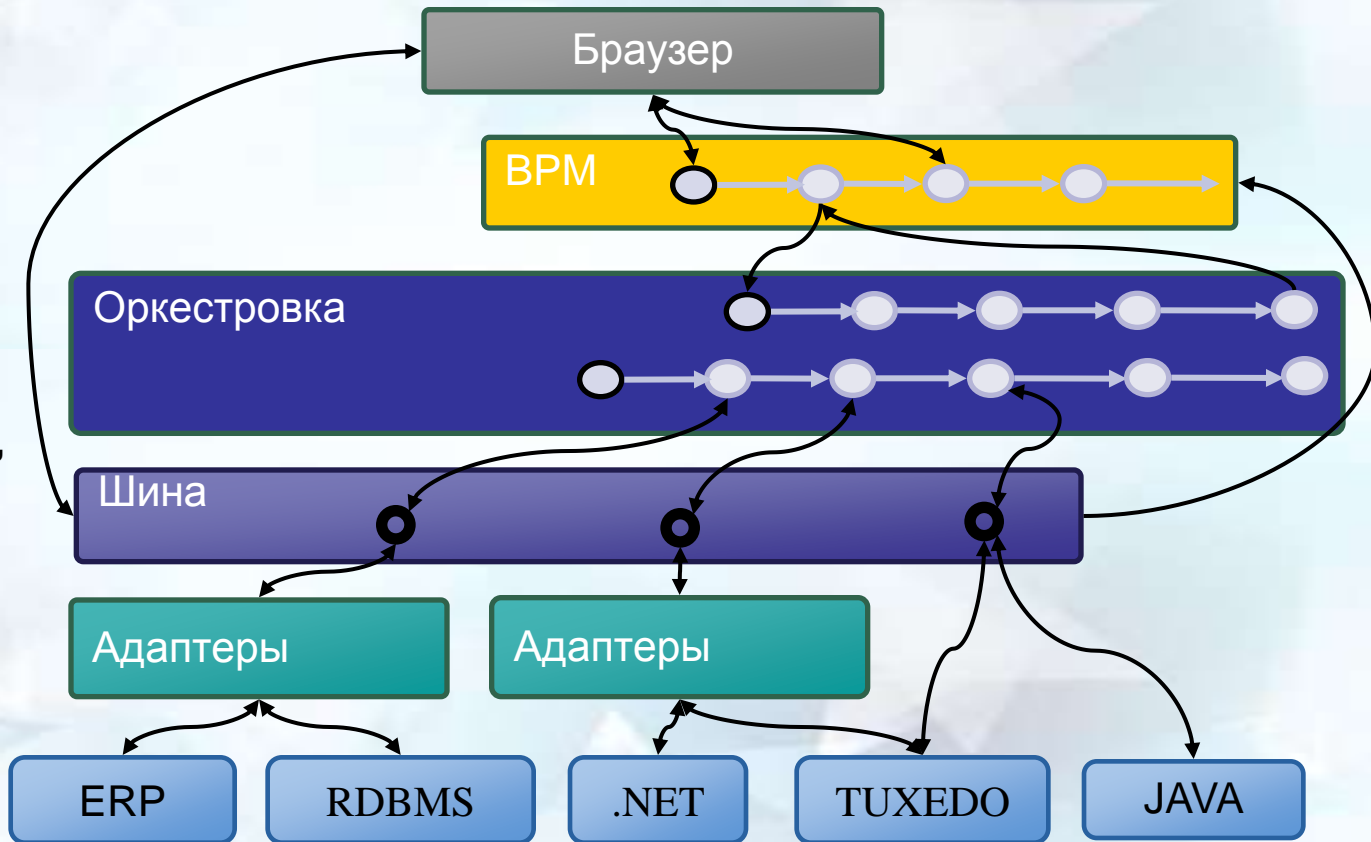 Браузер
BPM
Оркестровка
Шина
Адаптеры
Адаптеры
ERP
RDBMS
.NET
TUXEDO
JAVA